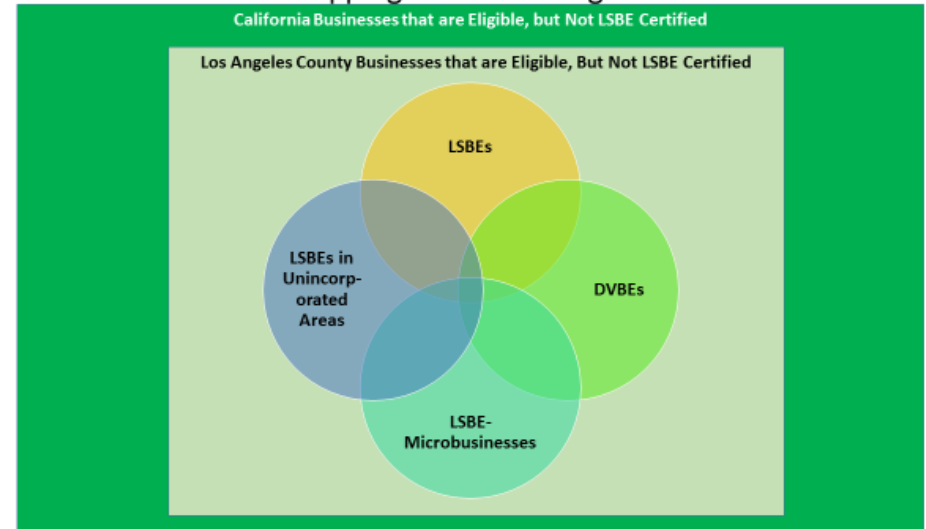 California Businesses that are Eligible, but Not LSBE Certified
Los Angeles County Businesses that are Eligible, But Not LSBE Certified
LSBEs
LSBEs in
Unincorp-
orated
Areas
DVBEs
LSBE-
Microbusinesses